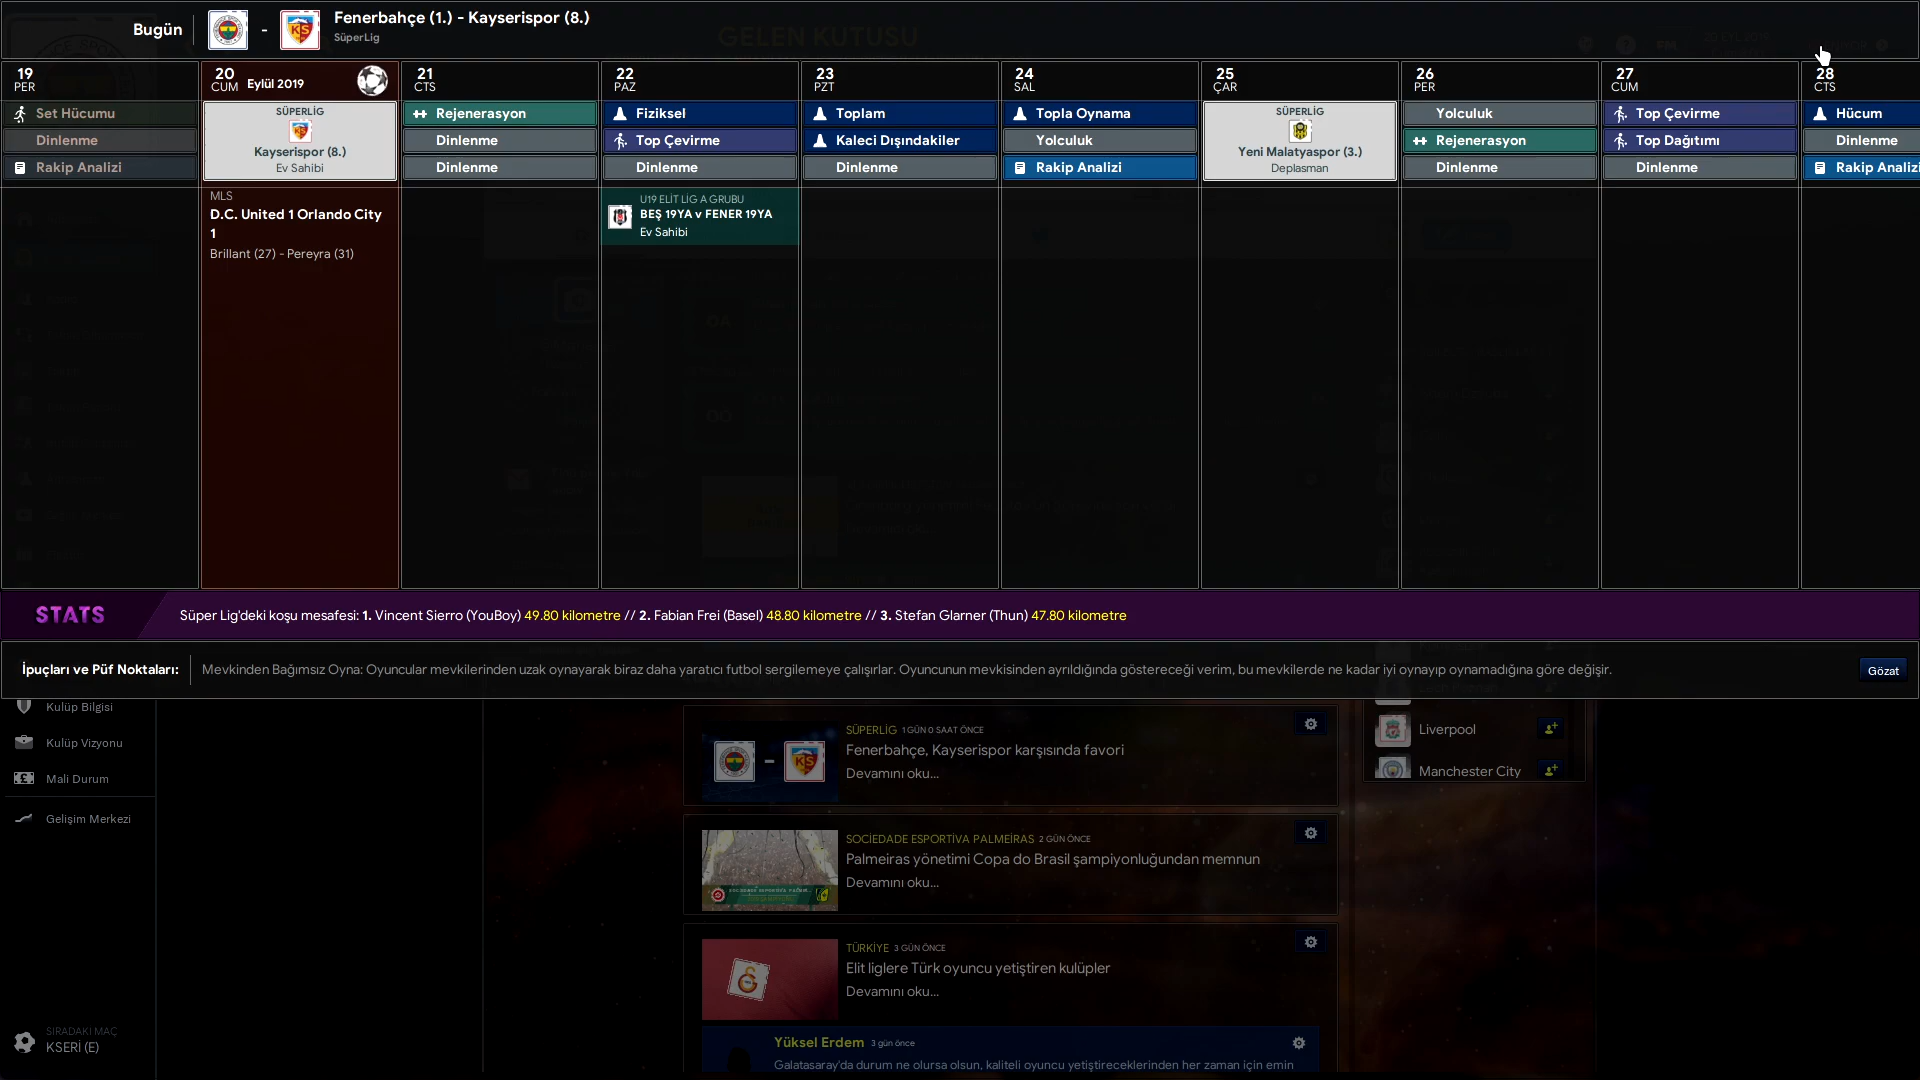 Bugün
Fenerbahçe (1.) - Kayserispor (8.)
SüperLig
GELEN KUTUSU
19
PER
20
CUM
Eylül 2019
21
CTS
22
PAZ
23
PZT
24
SAL
25
ÇAR
26
PER
27
CUM
28
CTS
Set Hücumu
Dinlenme
Rakip Analizi
SÜPERLİG
Kayserispor (8.)
Ev Sahibi
Rejenerasyon
Dinlenme
Dinlenme
Fiziksel
Top Çevirme
Dinlenme
Toplam
Kaleci Dışındakiler
Dinlenme
Topla Oynama
Yolculuk
Rakip Analizi
SÜPERLİG
Yeni Malatyaspor (3.)
Deplasman
Yolculuk
Rejenerasyon
Dinlenme
Top Çevirme
Top Dağıtımı
Dinlenme
Hücum
Dinlenme
Rakip Analizi
MLS
D.C. United 1 Orlando City
1
Brillant (27) - Pereyra (31)
U19 ELİT LİG A GRUBU
BEŞ 19YA v FENER 19YA
Ev Sahibi
STATS
Süper Lig'deki koşu mesafesi: 1. Vincent Sierro (YouBoy) 49.80 kilometre // 2. Fabian Frei (Basel) 48.80 kilometre // 3. Stefan Glarner (Thun) 47.80 kilometre
İpuçları ve Püf Noktaları:
Mevkinden Bağımsız Oyna: Oyuncular mevkilerinden uzak oynayarak biraz daha yaratıcı futbol sergilemeye çalışırlar. Oyuncunun mevkisinden ayrıldığında göstereceği verim, bu mevkilerde ne kadar iyi oynayıp oynamadığına göre değişir.
Gözat
Kulüp Bilgisi
Kulüp Vizyonu
Mali Durum
Gelişim Merkezi
SIRADAKİ MAÇ
KSERİ (E)
SÜPERLİG 1 GÜN 0 SAAT ÖNCE
Fenerbahçe, Kayserispor karşısında favori
Devamını oku...
SOCİEDADE ESPORTİVA PALMEİRAS 2 GÜN ÖNCE
Palmeiras yönetimi Copa do Brasil şampiyonluğundan memnun
Devamını oku...
TÜRKİYE 3 GÜN ÖNCE
Elit liglere Türk oyuncu yetiştiren kulüpler
Devamını oku...
Yüksel Erdem 3 gün önce
Galatasaray'da durum ne olursa olsun, kaliteli oyuncu yetiştireceklerinden her zaman için emin
Liverpool
Manchester City